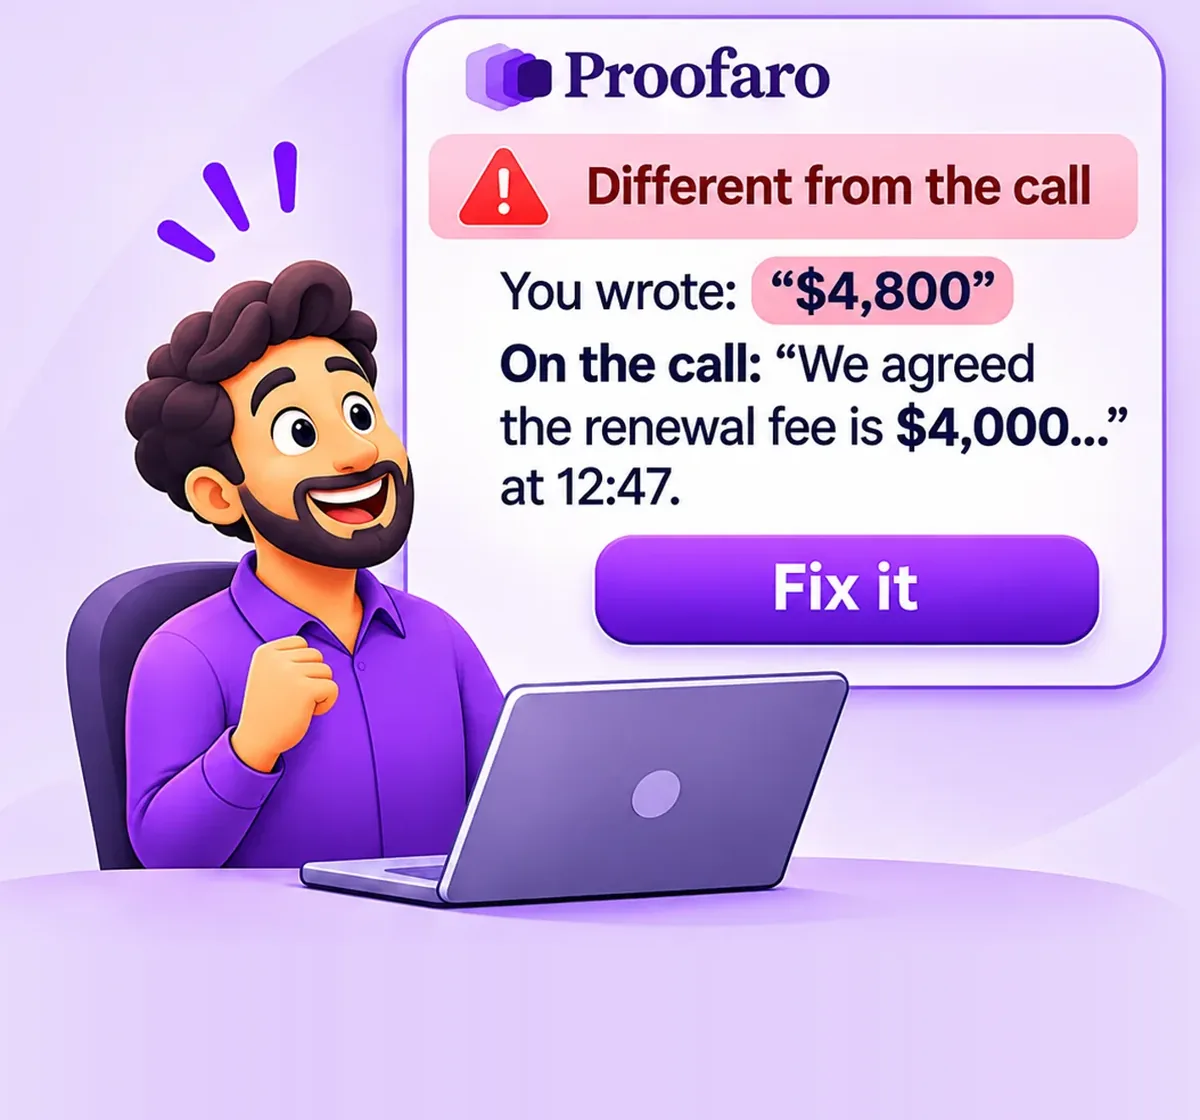 Proofaro
Different from the call
You wrote: “$4,800”
On the call: “We agreed
the renewal fee is $4,000...”
at 12:47.
Fix it